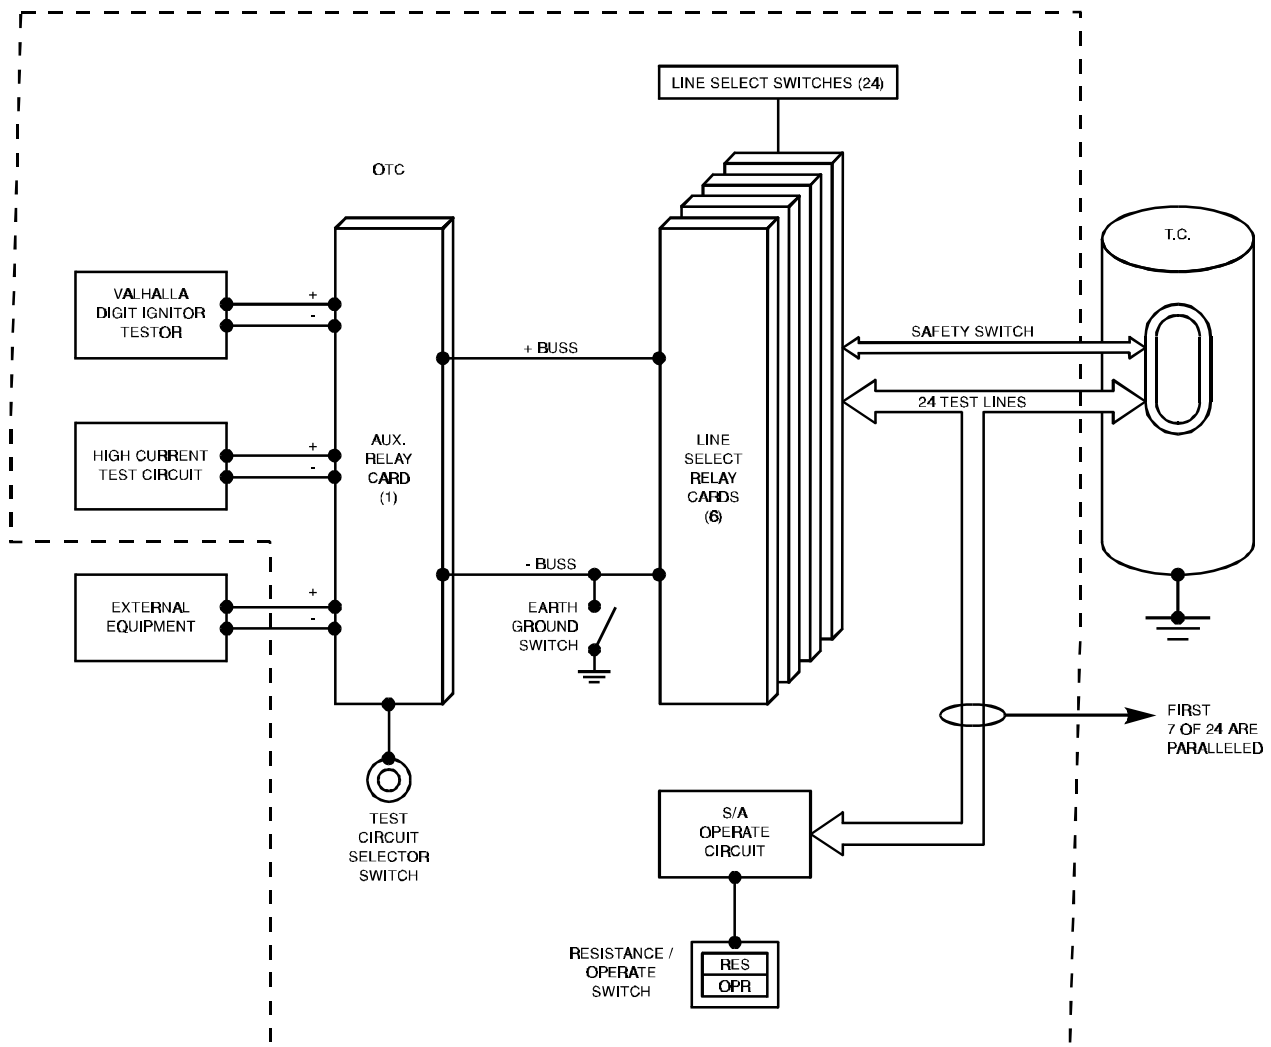 LINE SELECT SWITCHES (24)
OTC
T.C.
VALHALLA
DIGIT IGNITOR
TESTOR
+
-
+ BUSS
SAFETY SWITCH
24 TEST LINES
HIGH CURRENT
TEST CIRCUIT
+
-
AUX.
RELAY
CARD
(1)
LINE
SELECT
RELAY
CARDS
(6)
- BUSS
EXTERNAL
EQUIPMENT
+
-
EARTH
GROUND
SWITCH
FIRST
7 OF 24 ARE
PARALLELED
TEST
CIRCUIT
SELECTOR
SWITCH
S/A
OPERATE
CIRCUIT
RESISTANCE /
OPERATE
SWITCH
RES
OPR